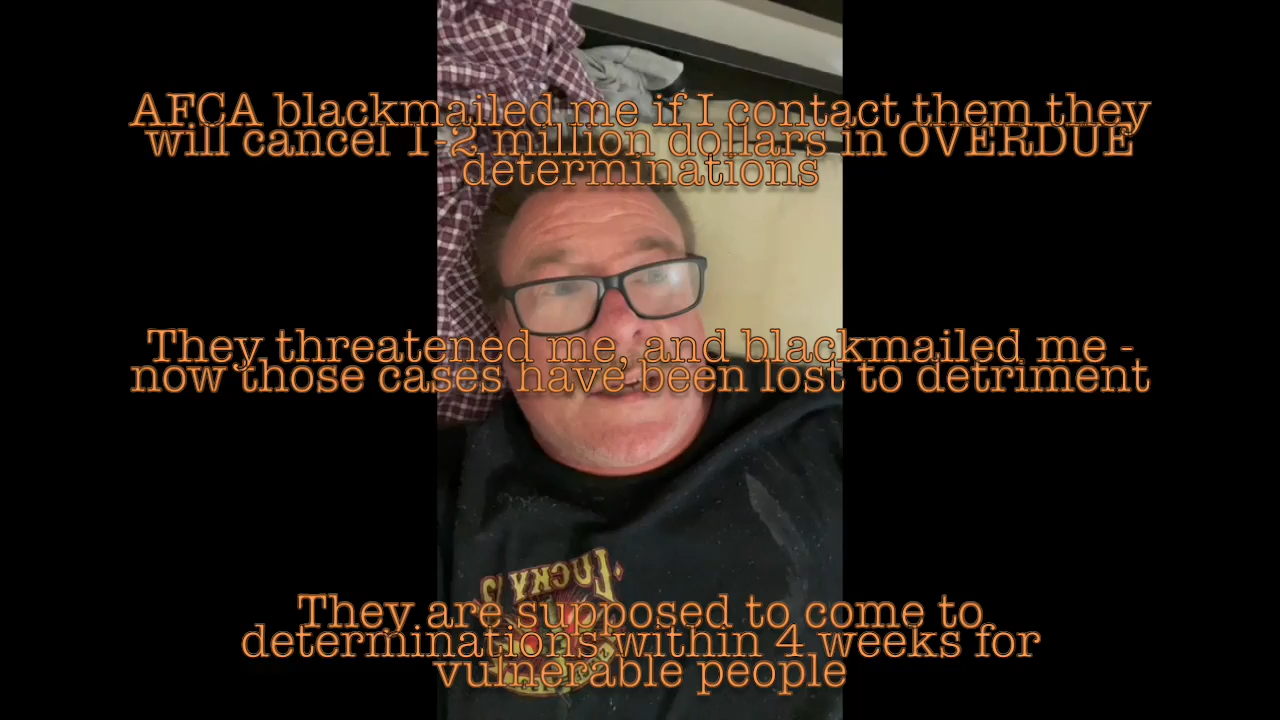 AFCA blackmailed me if I contact them they
will cancel 1-2 million dollars in OVERDUE
determinations
They threatened me, and blackmailed me -
now those cases have been lost to detriment
They are supposed to come to
determinations within 4 weeks for
vulnerable people